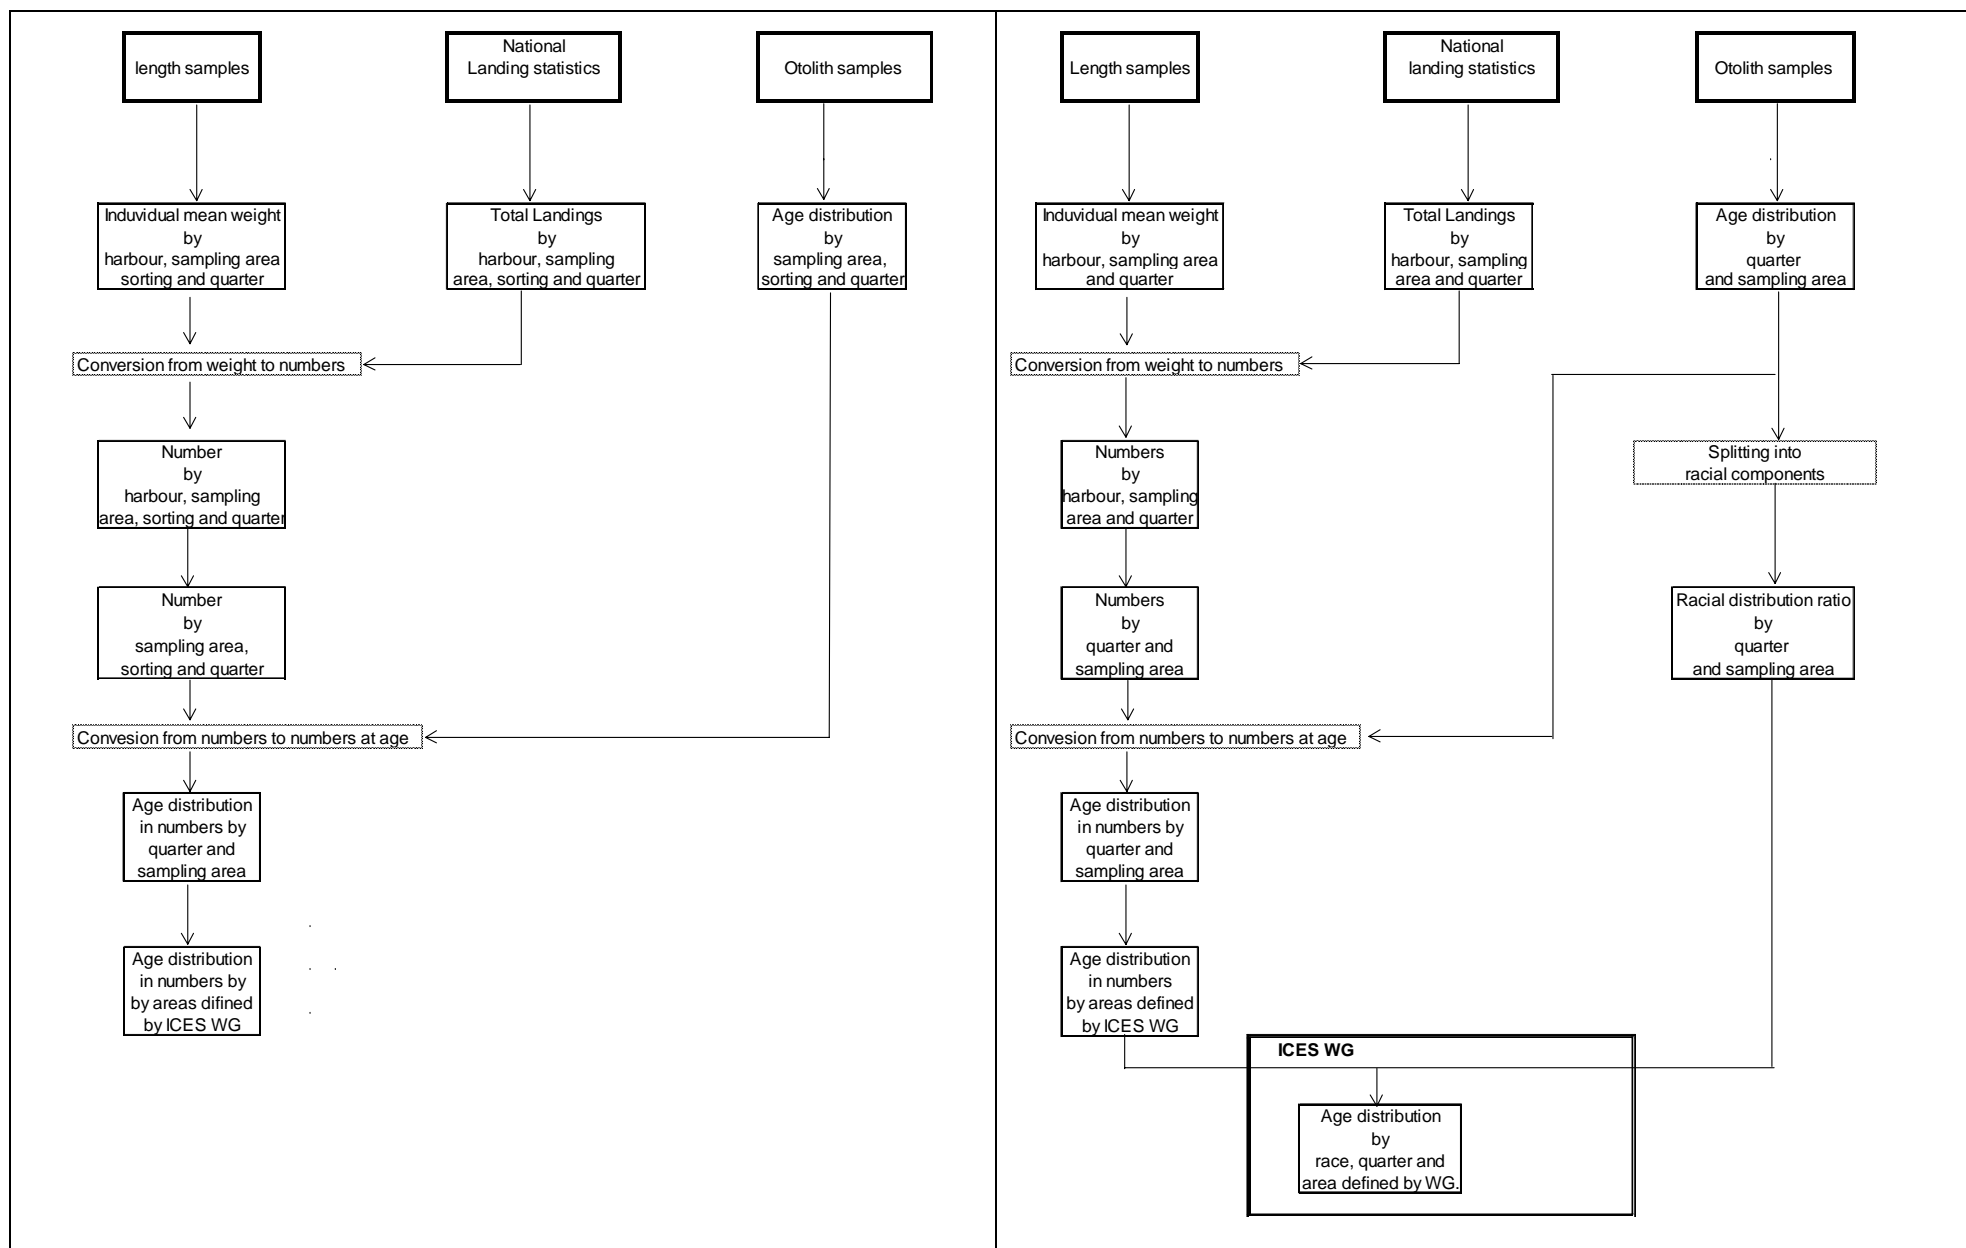 length samples
National
Landing statistics
Otolith samples
Induvidual mean weight
by
harbour, sampling area
sorting and quarter
Total Landings
by
harbour, sampling
area, sorting and quarter
Age distribution
by
sampling area,
sorting and quarter
Conversion from weight to numbers
Number
by
harbour, sampling
area, sorting and quarter
Number
by
sampling area,
sorting and quarter
Convesion from numbers to numbers at age
Age distribution
in numbers by
quarter and
sampling area
Age distribution
in numbers by
by areas difined
by ICES WG
Length samples
National
landing statistics
Otolith samples
Induvidual mean weight
by
harbour, sampling area
and quarter
Total Landings
by
harbour, sampling
area and quarter
Age distribution
by
quarter
and sampling area
Conversion from weight to numbers
Numbers
by
harbour, sampling
area and quarter
Splitting into
racial components
Numbers
by
quarter and
sampling area
Racial distribution ratio
by
quarter
and sampling area
Convesion from numbers to numbers at age
Age distribution
in numbers by
quarter and
sampling area
Age distribution
in numbers
by areas defined
by ICES WG
ICES WG
Age distribution
by
race, quarter and
area defined by WG.